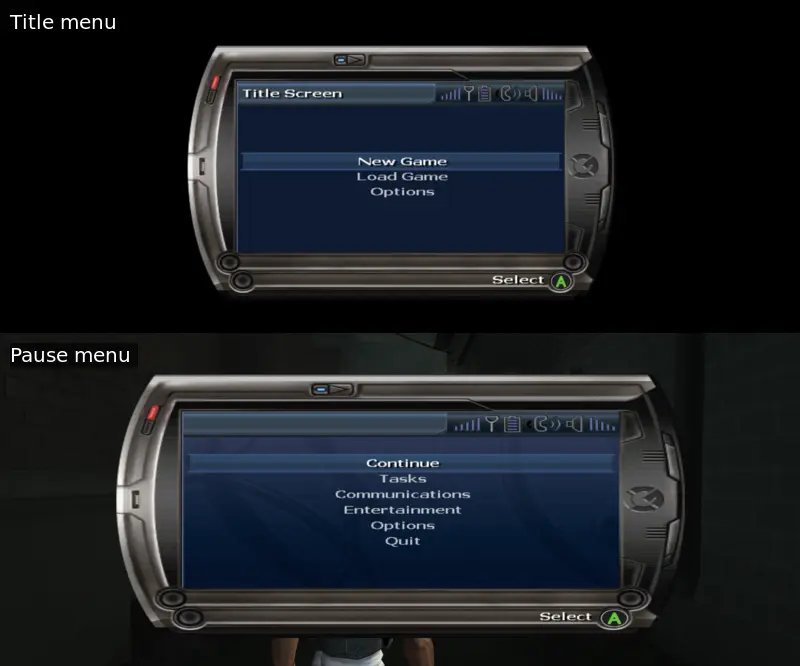 Title menu
Title Screen
New Game
Load Game
Options
Select A
Pause menu
Continue
Tasks
Communications
Entertainment
Options
Quit
Select A